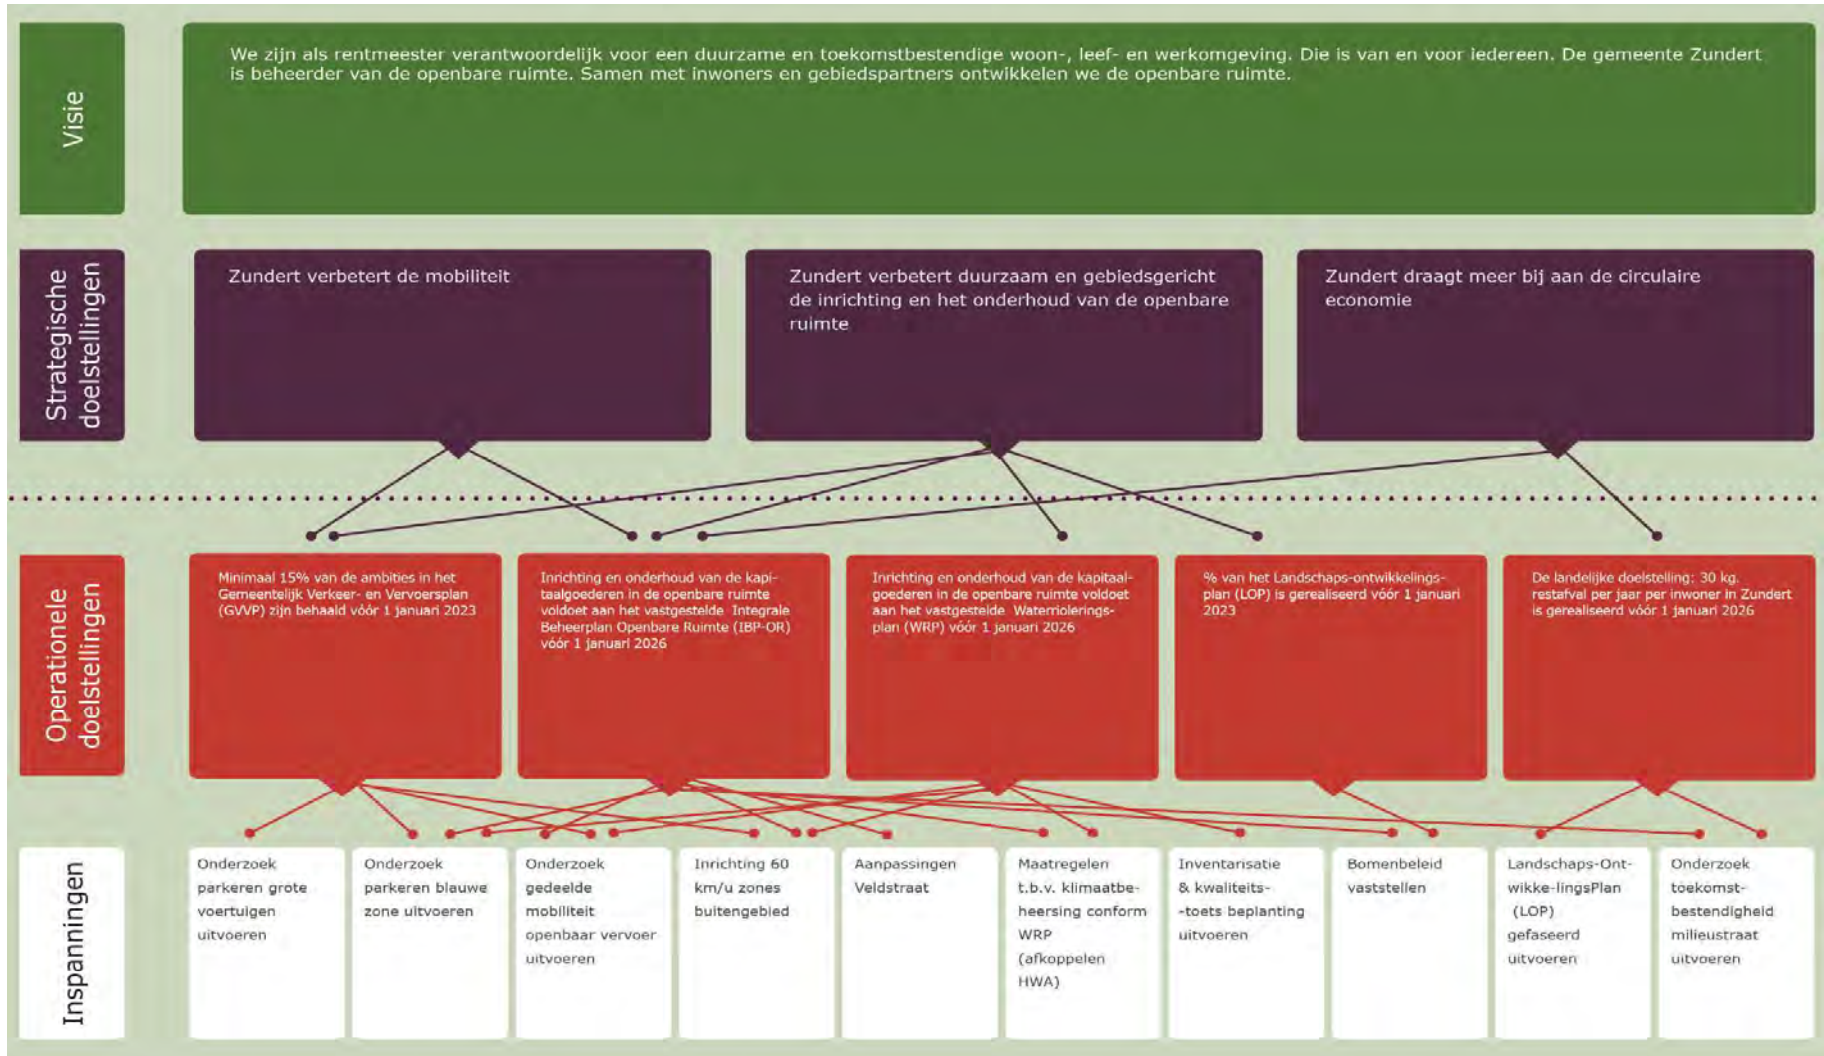 Visie
We zijn als rentmeester verantwoordelijk voor een duurzame en toekomstbestendige woon-, leef- en werkomgeving. Die is van en voor iedereen. De gemeente Zundert
is beheerder van de openbare ruimte. Samen met inwoners en gebiedspartners ontwikkelen we de openbare ruimte.
Strategische
doelstellingen
Zundert verbetert de mobiliteit
Zundert verbetert duurzaam en gebiedsgericht
de inrichting en het onderhoud van de openbare
ruimte
Zundert draagt meer bij aan de circulaire
economie
Operationele
doelstellingen
Minimaal 15% van de ambities in het
Gemeentelijk Verkeer- en Vervoersplan
(GVVP) zijn behaald vóór 1 januari 2023
Inrichting en onderhoud van de kapi-
taalgoederen in de openbare ruimte
voldoet aan het vastgestelde Integrale
Beheerplan Openbare Ruimte (IBP-OR)
vóór 1 januari 2026
Inrichting en onderhoud van de kapitaal-
goederen in de openbare ruimte voldoet
aan het vastgestelde Waterriolerings-
plan (WRP) vóór 1 januari 2026
% van het Landschaps-ontwikkelings-
plan (LOP) is gerealiseerd vóór 1 januari
2023
De landelijke doelstelling: 30 kg.
restafval per jaar per inwoner in Zundert
is gerealiseerd vóór 1 januari 2026
Inspanningen
Onderzoek
parkeren grote
voertuigen
uitvoeren
Onderzoek
parkeren blauwe
zone uitvoeren
Onderzoek
gedeelde
mobiliteit
openbaar vervoer
uitvoeren
Inrichting 60
km/u zones
buitengebied
Aanpassingen
Veldstraat
Maatregelen
t.b.v. klimaatbe-
heersing conform
WRP
(afkoppelen
HWA)
Inventarisatie
& kwaliteits-
-toets beplanting
uitvoeren
Bomenbeleid
vaststellen
Landschaps-Ont-
wikke-lingsPlan
(LOP)
gefaseerd
uitvoeren
Onderzoek
toekomst-
bestendigheid
milieustraat
uitvoeren